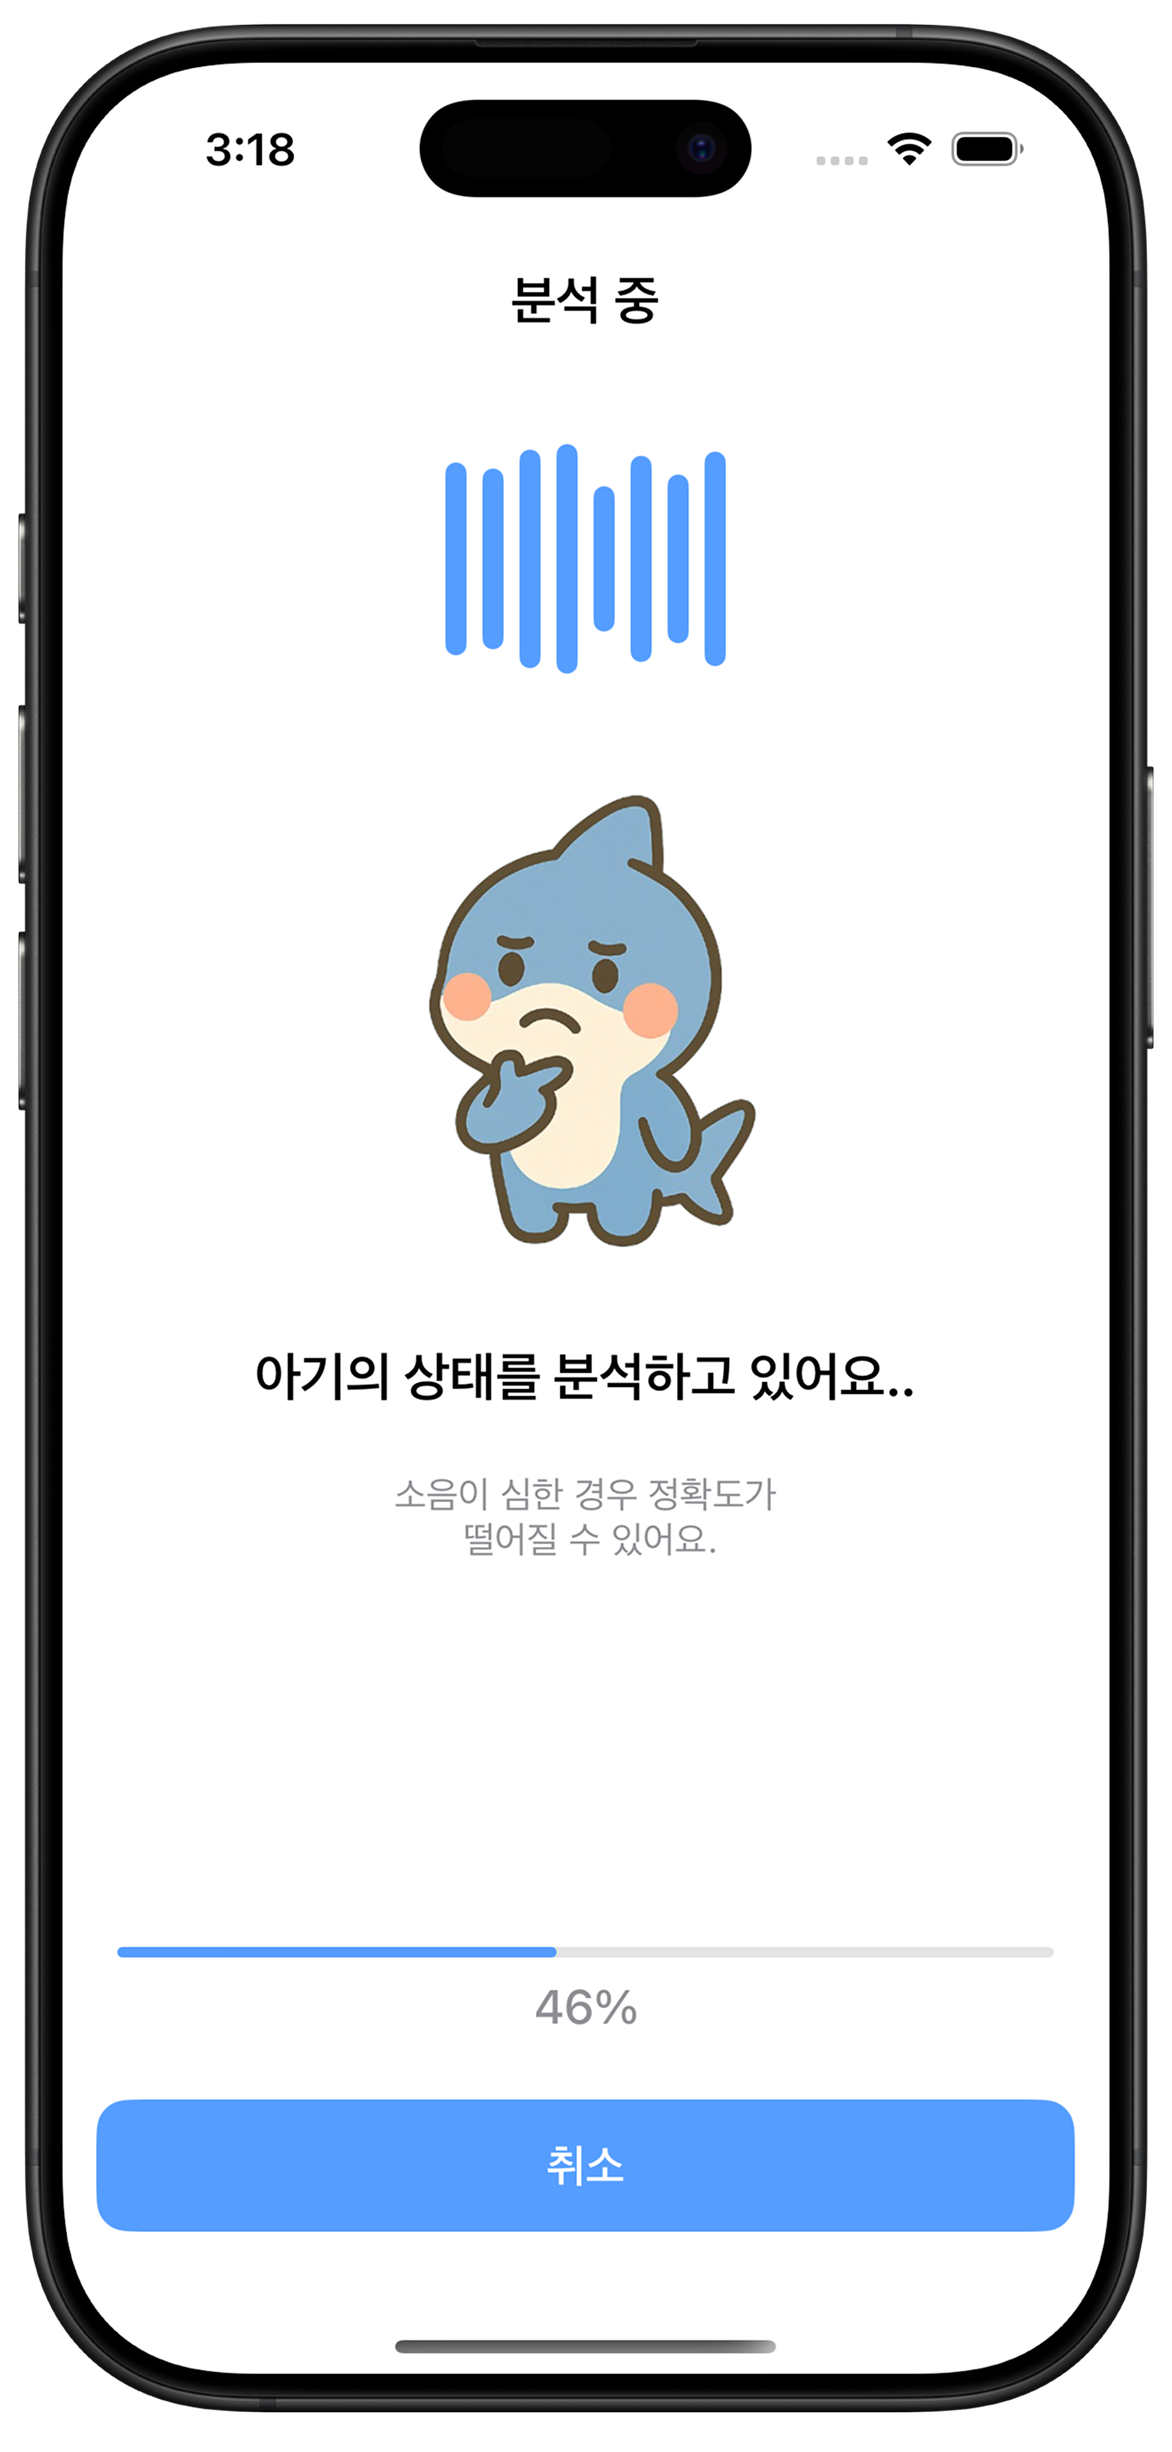 3:18
분석 중
아기의 상태를 분석하고 있어요..
소음이 심한 경우 정확도가
떨어질 수 있어요.
46%
취소